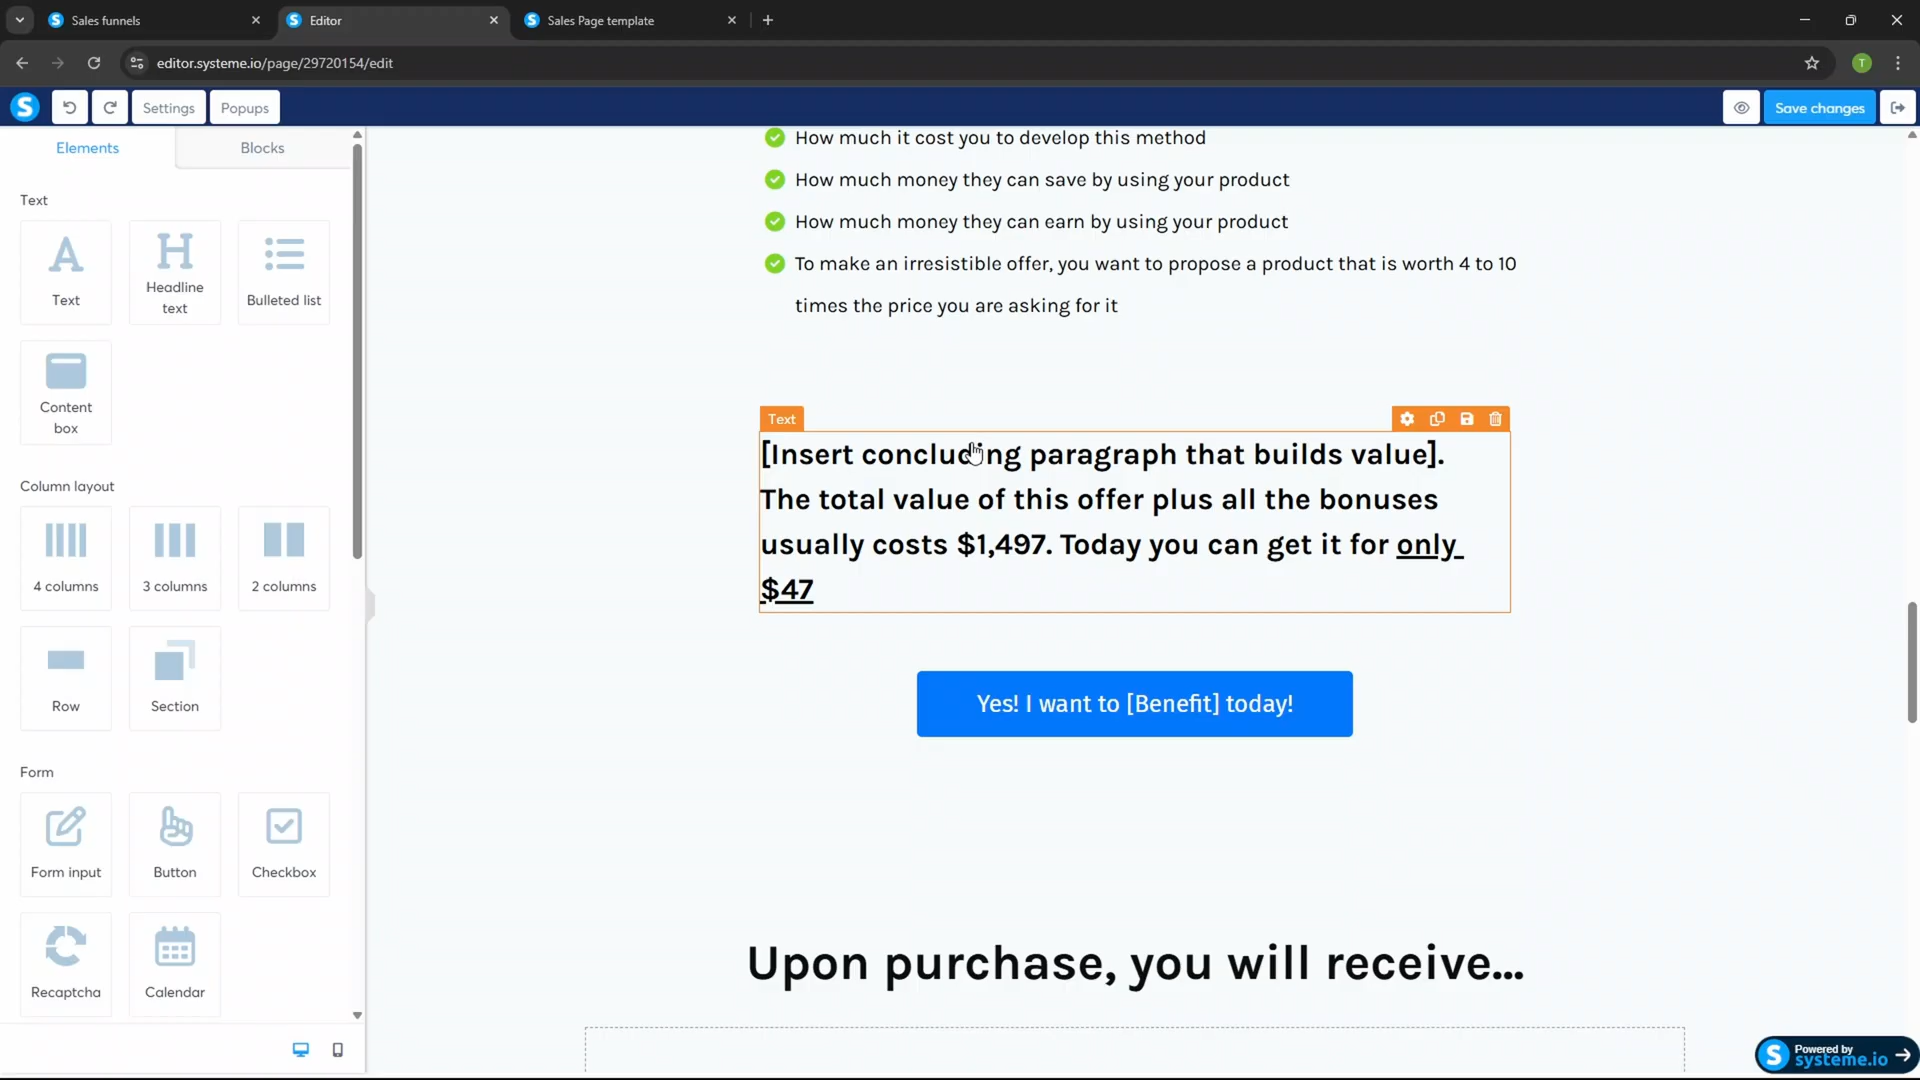 Sales funnels
Editor
Sales Page template
editor.systeme.io/page/29720154/edit
T
S
Settings
Popups
Save changes
Elements
Blocks
Text
Text
Headline
text
Bulleted list
Content
box
Column layout
4 columns
3 columns
2 columns
Row
Section
Form
Form input
Button
Checkbox
Recaptcha
Calendar
How much it cost you to develop this method
How much money they can save by using your product
How much money they can earn by using your product
To make an irresistible offer, you want to propose a product that is worth 4 to 10
times the price you are asking for it
Text
[Insert concluding paragraph that builds value].
The total value of this offer plus all the bonuses
usually costs $1,497. Today you can get it for only
$47
Yes! I want to [Benefit] today!
Upon purchase, you will receive...
Powered by
systeme.io